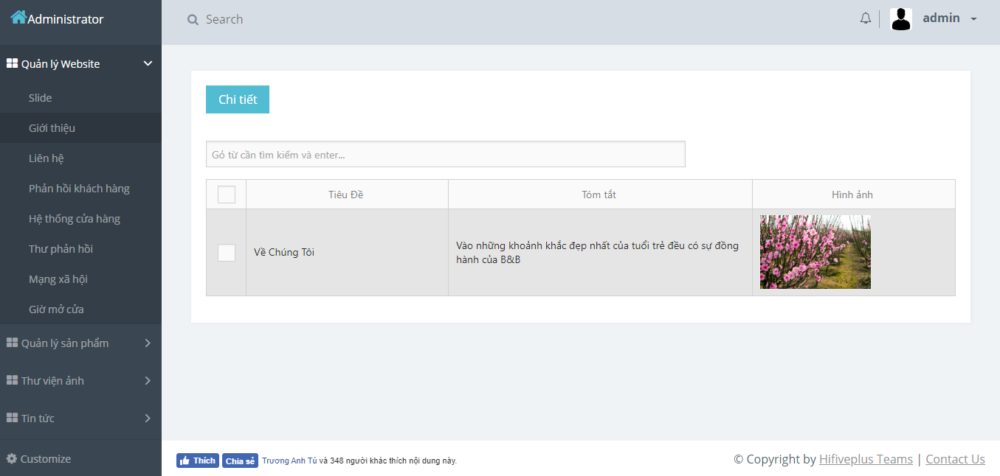 Administrator
Search
admin
Quản lý Website
Slide
Giới thiệu
Liên hệ
Phản hồi khách hàng
Hệ thống cửa hàng
Thư phản hồi
Mạng xã hội
Giờ mở cửa
Quản lý sản phẩm
Thư viện ảnh
Tin tức
Customize
Chi tiết
Gỏ từ cần tìm kiếm và enter...
Tiêu Đề
Tóm tắt
Hình ảnh
Về Chúng Tôi
Vào những khoảnh khắc đẹp nhất của tuổi trẻ đều có sự đồng
hành của B&B
Thích
Chia sẻ
Trương Anh Tú và 348 người khác thích nội dung này.
© Copyright by Hifiveplus Teams | Contact Us